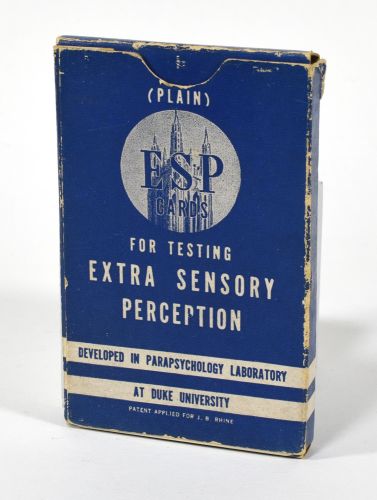 (PLAIN)
ESP
CARDS
FOR TESTING
EXTRA SENSORY
PERCEPTION
DEVELOPED IN PARAPSYCHOLOGY LABORATORY
AT DUKE UNIVERSITY
PATENT APPLIED FOR J. B. RHINE